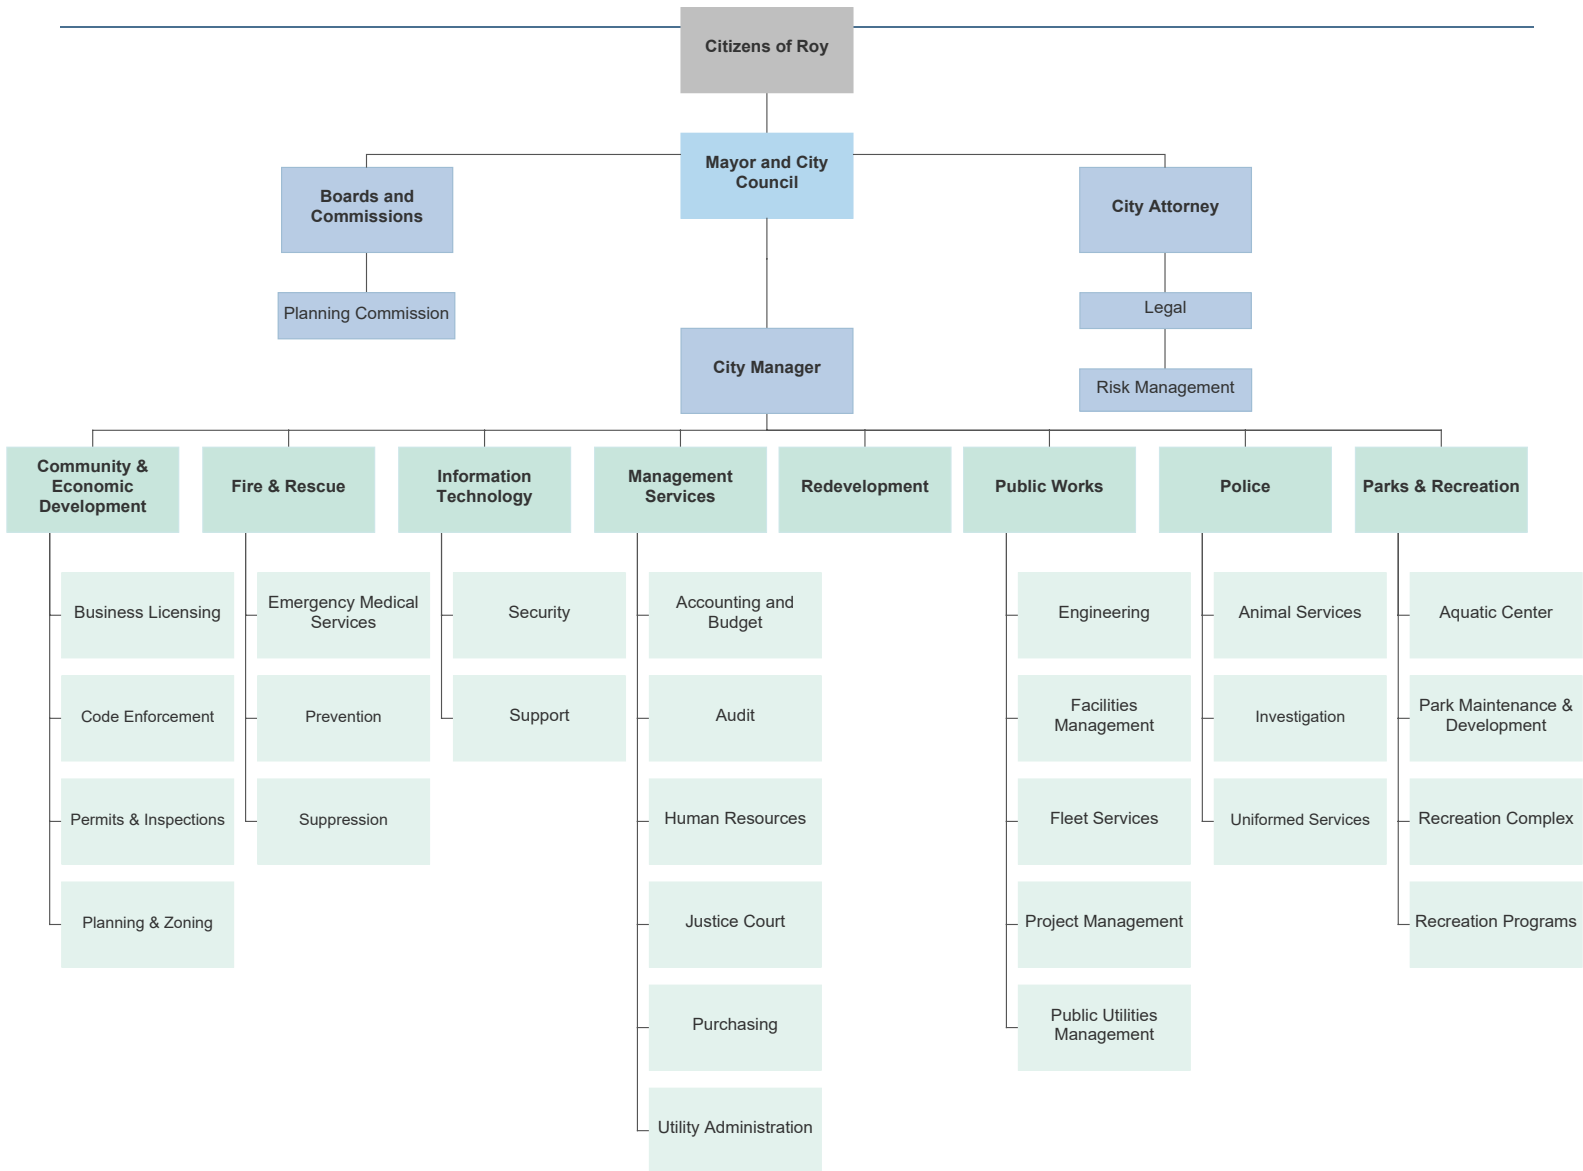 Citizens of Roy
Mayor and City
Council
Boards and
Commissions
City Attorney
Planning Commission
Legal
City Manager
Risk Management
Community &
Economic
Development
Fire & Rescue
Information
Technology
Management
Services
Redevelopment
Public Works
Police
Parks & Recreation
Business Licensing
Emergency Medical
Services
Security
Accounting and
Budget
Engineering
Animal Services
Aquatic Center
Code Enforcement
Prevention
Support
Audit
Facilities
Management
Investigation
Park Maintenance &
Development
Permits & Inspections
Suppression
Human Resources
Fleet Services
Uniformed Services
Recreation Complex
Planning & Zoning
Justice Court
Project Management
Recreation Programs
Purchasing
Public Utilities
Management
Utility Administration